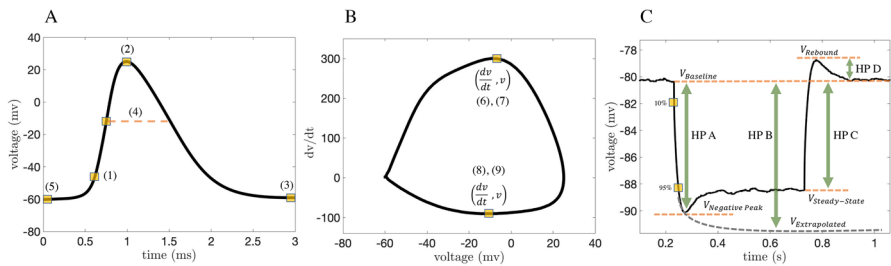 A
40
20
0
-20
-40
-60
-80
voltage (mv)
0
0.5
1
1.5
2
2.5
3
time (ms)
(2)
(4)
(1)
(5)
(3)
B
300
200
100
0
-100
dv/dt
-80
-60
-40
-20
0
20
40
voltage (mv)
(dv/dt, v)
(6), (7)
(8), (9)
(dv/dt, v)
C
-78
-80
-82
-84
-86
-88
-90
voltage (mv)
0.2
0.4
0.6
0.8
1
time (s)
V_Rebound
HP D
V_Baseline
10%
HP A
HP B
HP C
95%
V_Negative Peak
V_Steady−State
V_Extrapolated